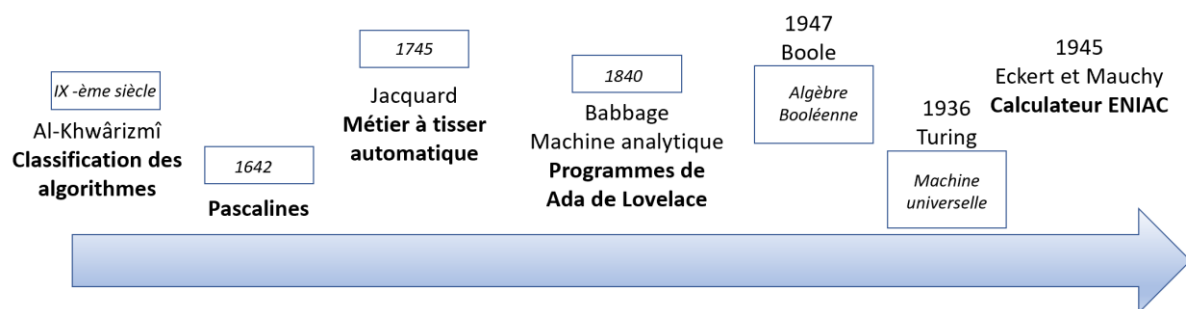 IX -ème siècle
Al-Khwârizmî
Classification des
algorithmes
1642
Pascalines
1745
Jacquard
Métier à tisser
automatique
1840
Babbage
Machine analytique
Programmes de
Ada de Lovelace
1947
Boole
Algèbre
Booléenne
1936
Turing
Machine
universelle
1945
Eckert et Mauchy
Calculateur ENIAC